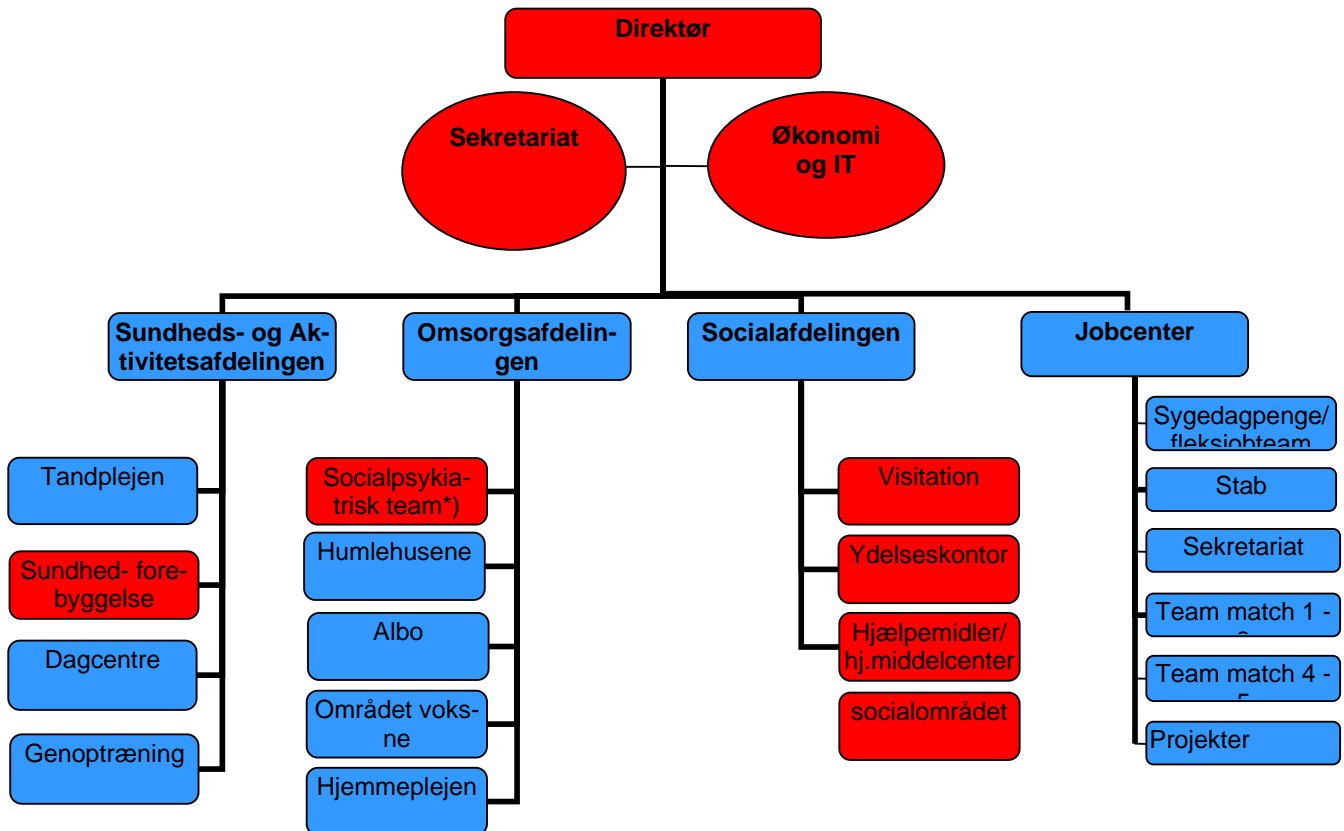 Direktør
Sekretariat
Økonomi
og IT
Sundheds- og Ak-
tivitetsafdelingen
Omsorgsafdelin-
gen
Socialafdelingen
Jobcenter
Tandplejen
Sundhed- fore-
byggelse
Dagcentre
Genoptræning
Socialpsykia-
trisk team*)
Humlehusene
Albo
Området voks-
ne
Hjemmeplejen
Visitation
Ydelseskontor
Hjælpemidler/
hj.middelcenter
socialområdet
Sygedagpenge/
fleksjobteam
Stab
Sekretariat
Team match 1 -
Team match 4 -
Projekter